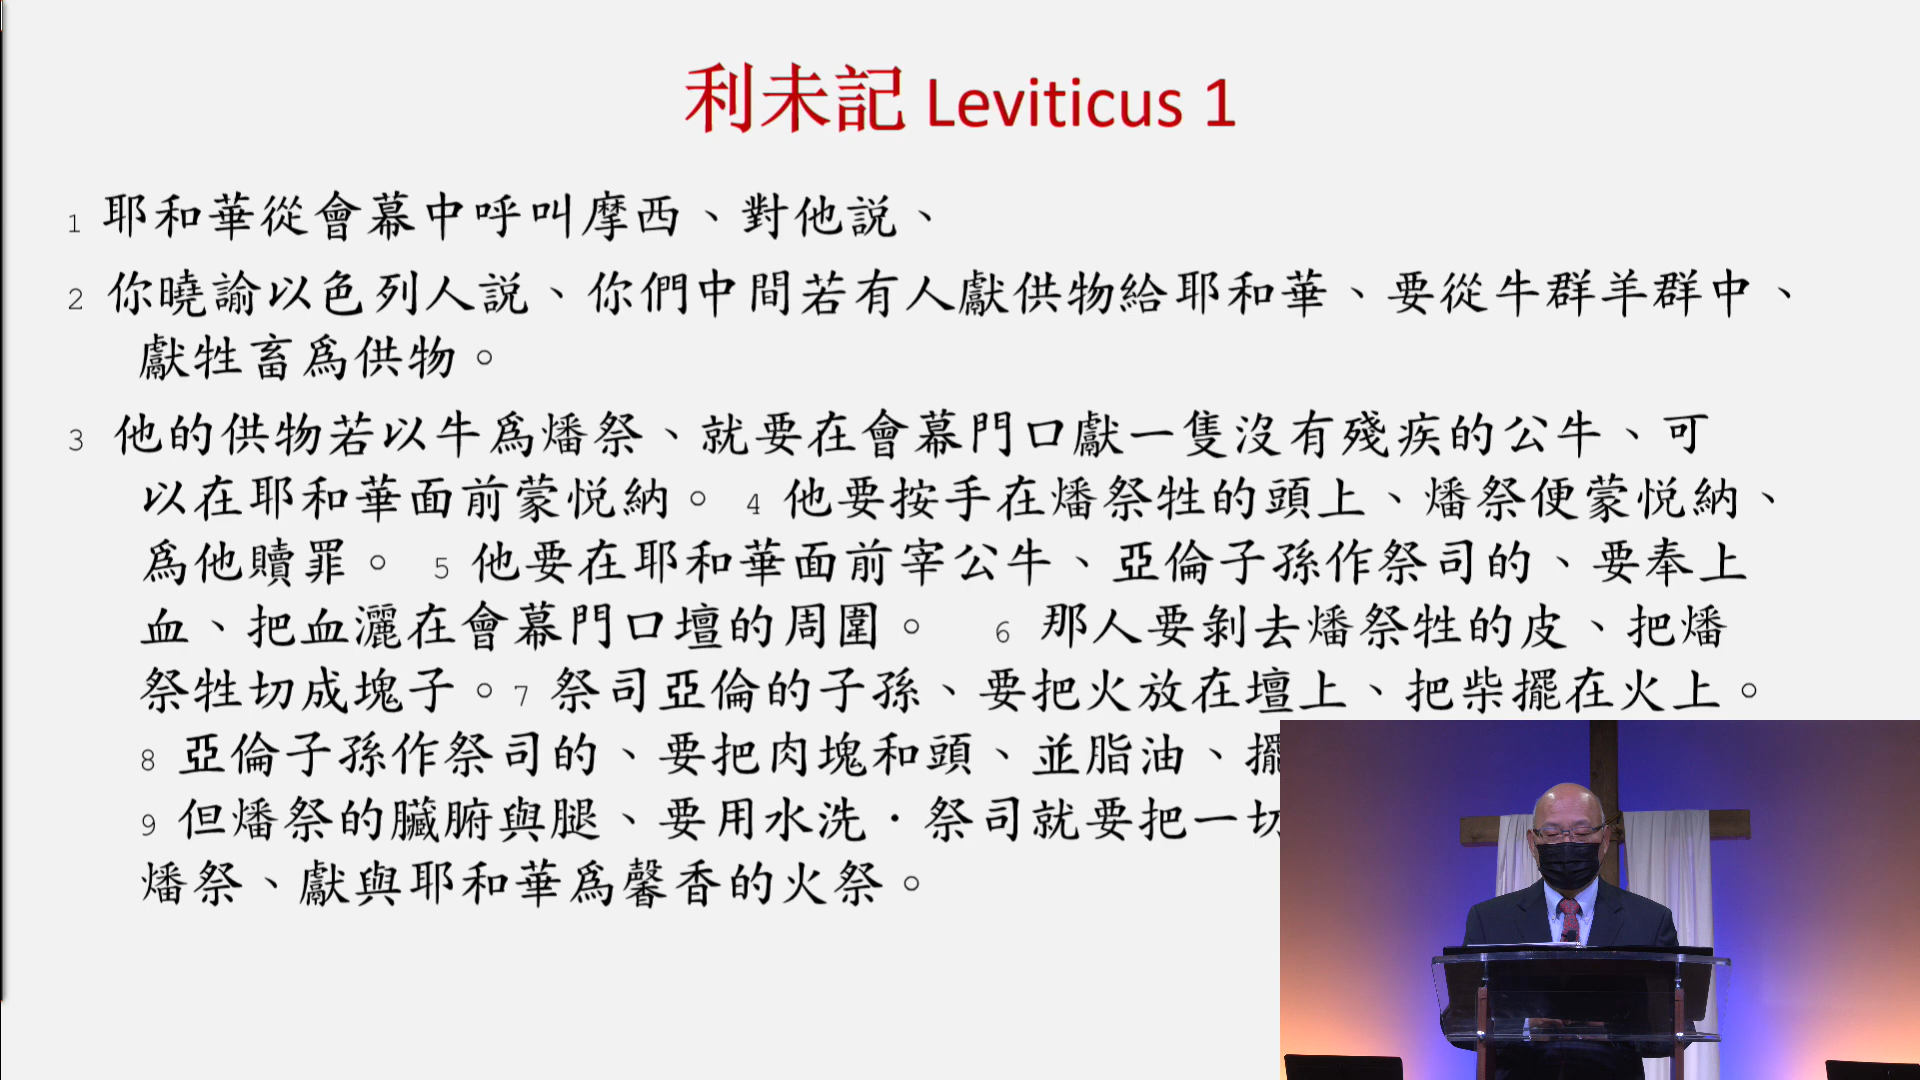 利未記 Leviticus 1
1 耶和華從會幕中呼叫摩西、對他説、
2 你曉諭以色列人説、你們中間若有人獻供物給耶和華、要從牛群羊群中、
獻牲畜爲供物。
3 他的供物若以牛爲燔祭、就要在會幕門口獻一隻沒有殘疾的公牛、可
以在耶和華面前蒙悅納。 4 他要按手在燔祭牲的頭上、燔祭便蒙悅納、
爲他贖罪。 5 他要在耶和華面前宰公牛、亞倫子孫作祭司的、要奉上
血、把血灑在會幕門口壇的周圍。 6 那人要剝去燔祭牲的皮、把燔
祭牲切成塊子。7 祭司亞倫的子孫、要把火放在壇上、把柴擺在火上。
8 亞倫子孫作祭司的、要把肉塊和頭、並脂油、擺
9 但燔祭的臟腑與腿、要用水洗．祭司就要把一切
燔祭、獻與耶和華爲馨香的火祭。